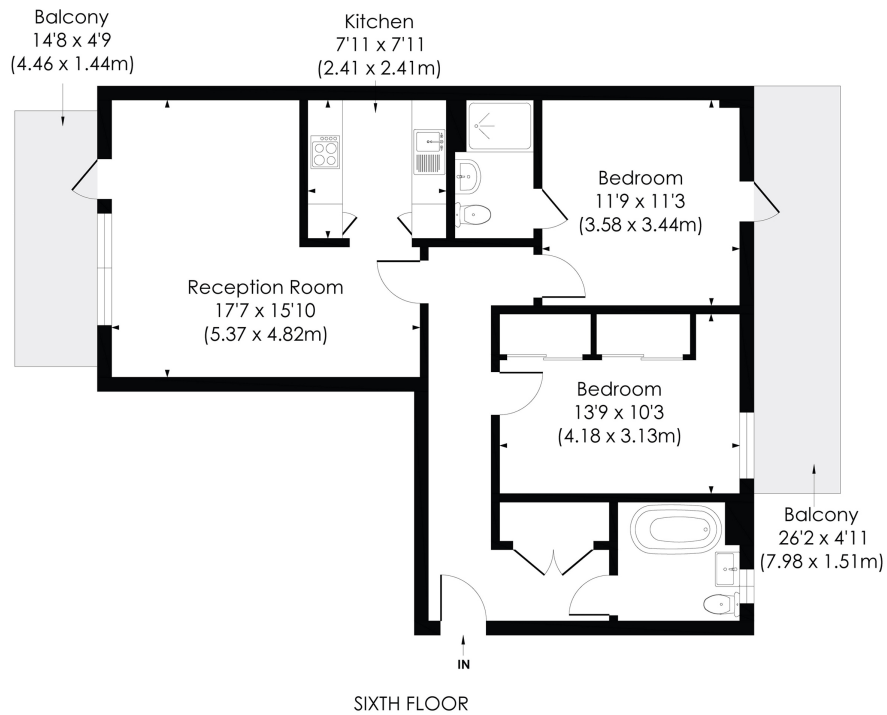 Balcony
14'8 x 4'9
(4.46 x 1.44m)
Kitchen
7'11 x 7'11
(2.41 x 2.41m)
Bedroom
11'9 x 11'3
(3.58 x 3.44m)
Reception Room
17'7 x 15'10
(5.37 x 4.82m)
Bedroom
13'9 x 10'3
(4.18 x 3.13m)
Balcony
26'2 x 4'11
(7.98 x 1.51m)
IN
SIXTH FLOOR